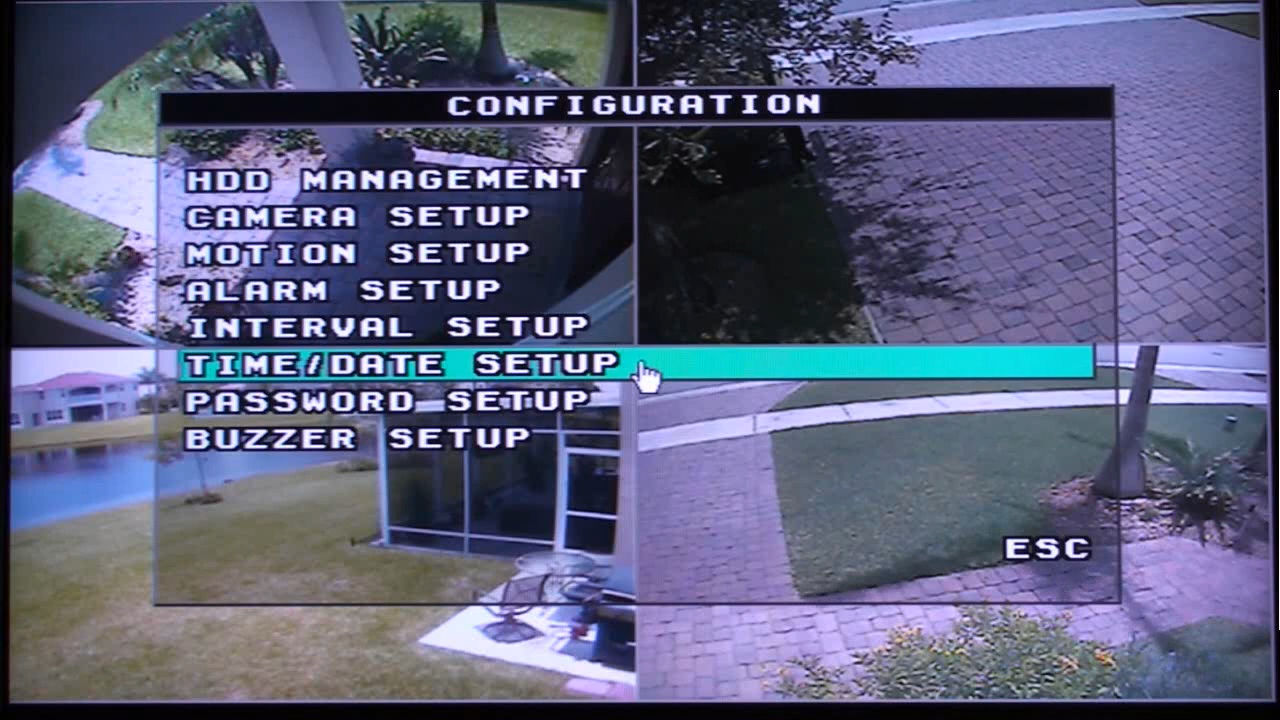 CONFIGURATION
HDD MANAGEMENT
CAMERA SETUP
MOTION SETUP
ALARM SETUP
INTERVAL SETUP
TIME/DATE SETUP
PASSWORD SETUP
BUZZER SETUP
ESC